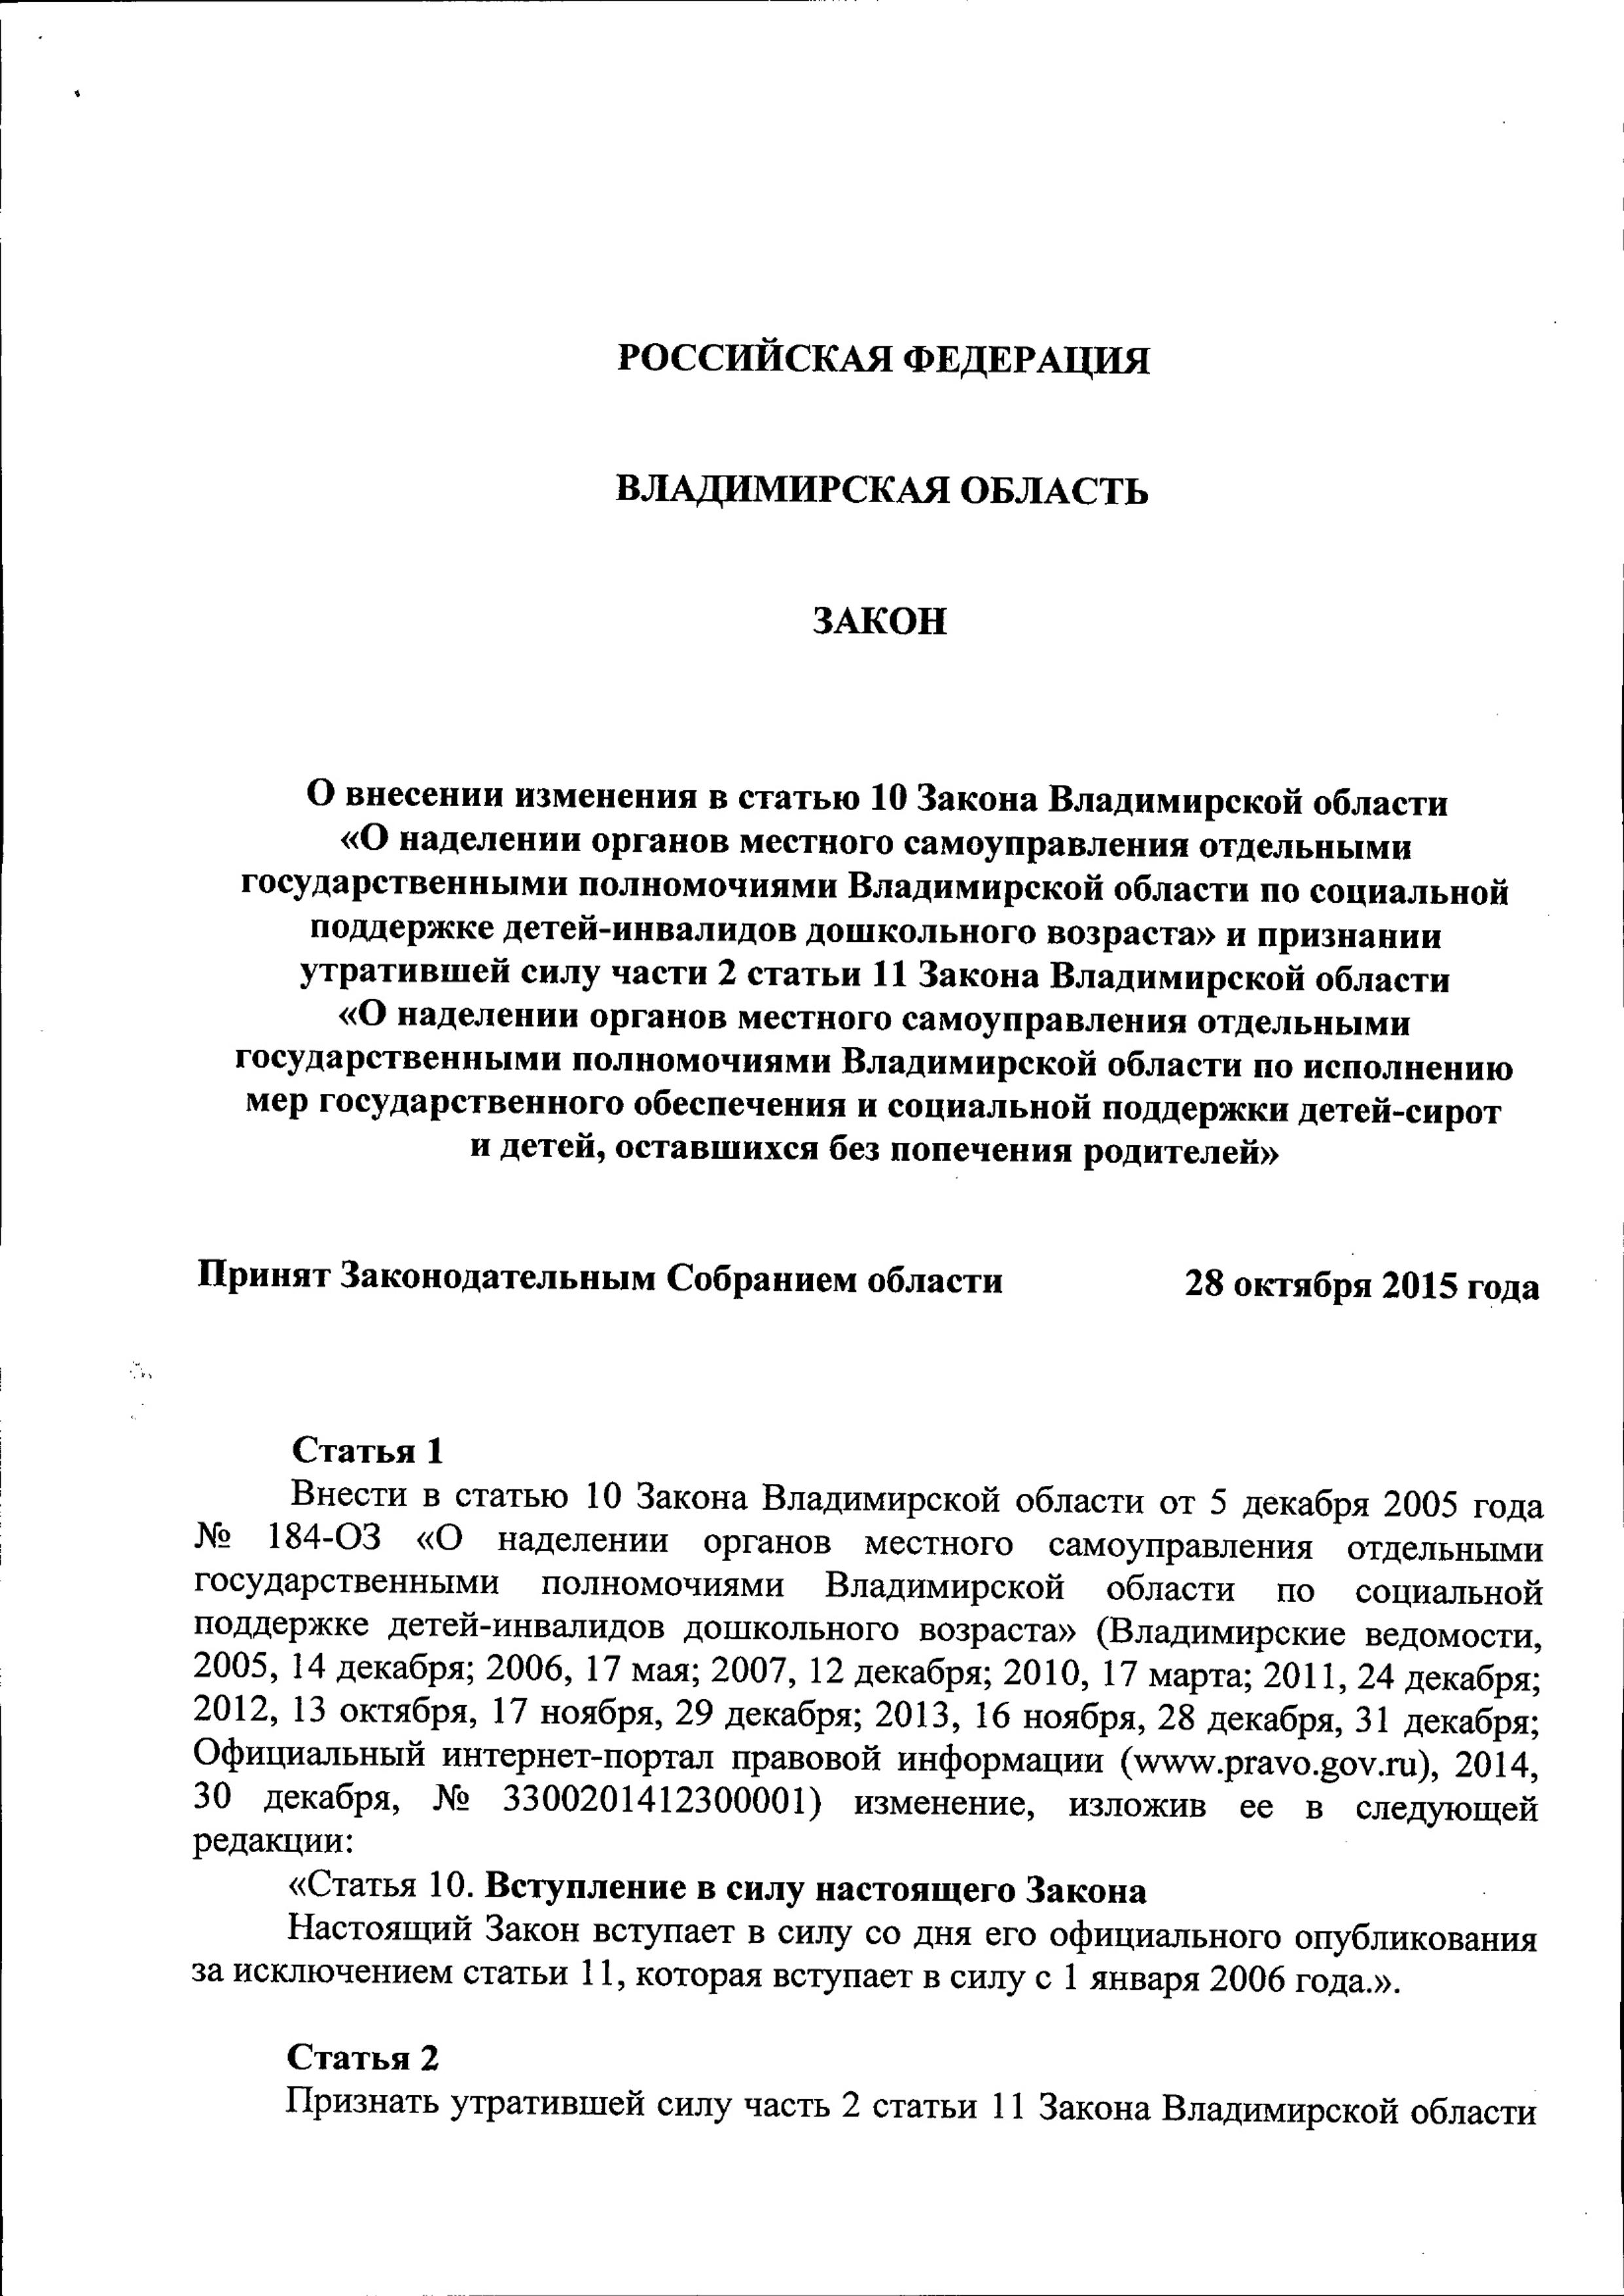 РОССИЙСКАЯ ФЕДЕРАЦИЯ
ВЛАДИМИРСКАЯ ОБЛАСТЬ
ЗАКОН
О внесении изменения в статью 10 Закона Владимирской области
«О наделении органов местного самоуправления отдельными
государственными полномочиями Владимирской области по социальной
поддержке детей-инвалидов дошкольного возраста» и признании
утратившей силу части 2 статьи 11 Закона Владимирской области
«О наделении органов местного самоуправления отдельными
государственными полномочиями Владимирской области по исполнению
мер государственного обеспечения и социальной поддержки детей-сирот
и детей, оставшихся без попечения родителей»
Принят Законодательным Собранием области 28 октября 2015 года
Статья 1
Внести в статью 10 Закона Владимирской области от 5 декабря 2005 года
№ 184-ОЗ «О наделении органов местного самоуправления отдельными
государственными полномочиями Владимирской области по социальной
поддержке детей-инвалидов дошкольного возраста» (Владимирские ведомости,
2005, 14 декабря; 2006, 17 мая; 2007, 12 декабря; 2010, 17 марта; 2011, 24 декабря;
2012, 13 октября, 17 ноября, 29 декабря; 2013, 16 ноября, 28 декабря, 31 декабря;
Официальный интернет-портал правовой информации (www.pravo.gov.ru), 2014,
30 декабря, № 3300201412300001) изменение, изложив ее в следующей
редакции:
«Статья 10. Вступление в силу настоящего Закона
Настоящий Закон вступает в силу со дня его официального опубликования
за исключением статьи 11, которая вступает в силу с 1 января 2006 года.».
Статья 2
Признать утратившей силу часть 2 статьи 11 Закона Владимирской области